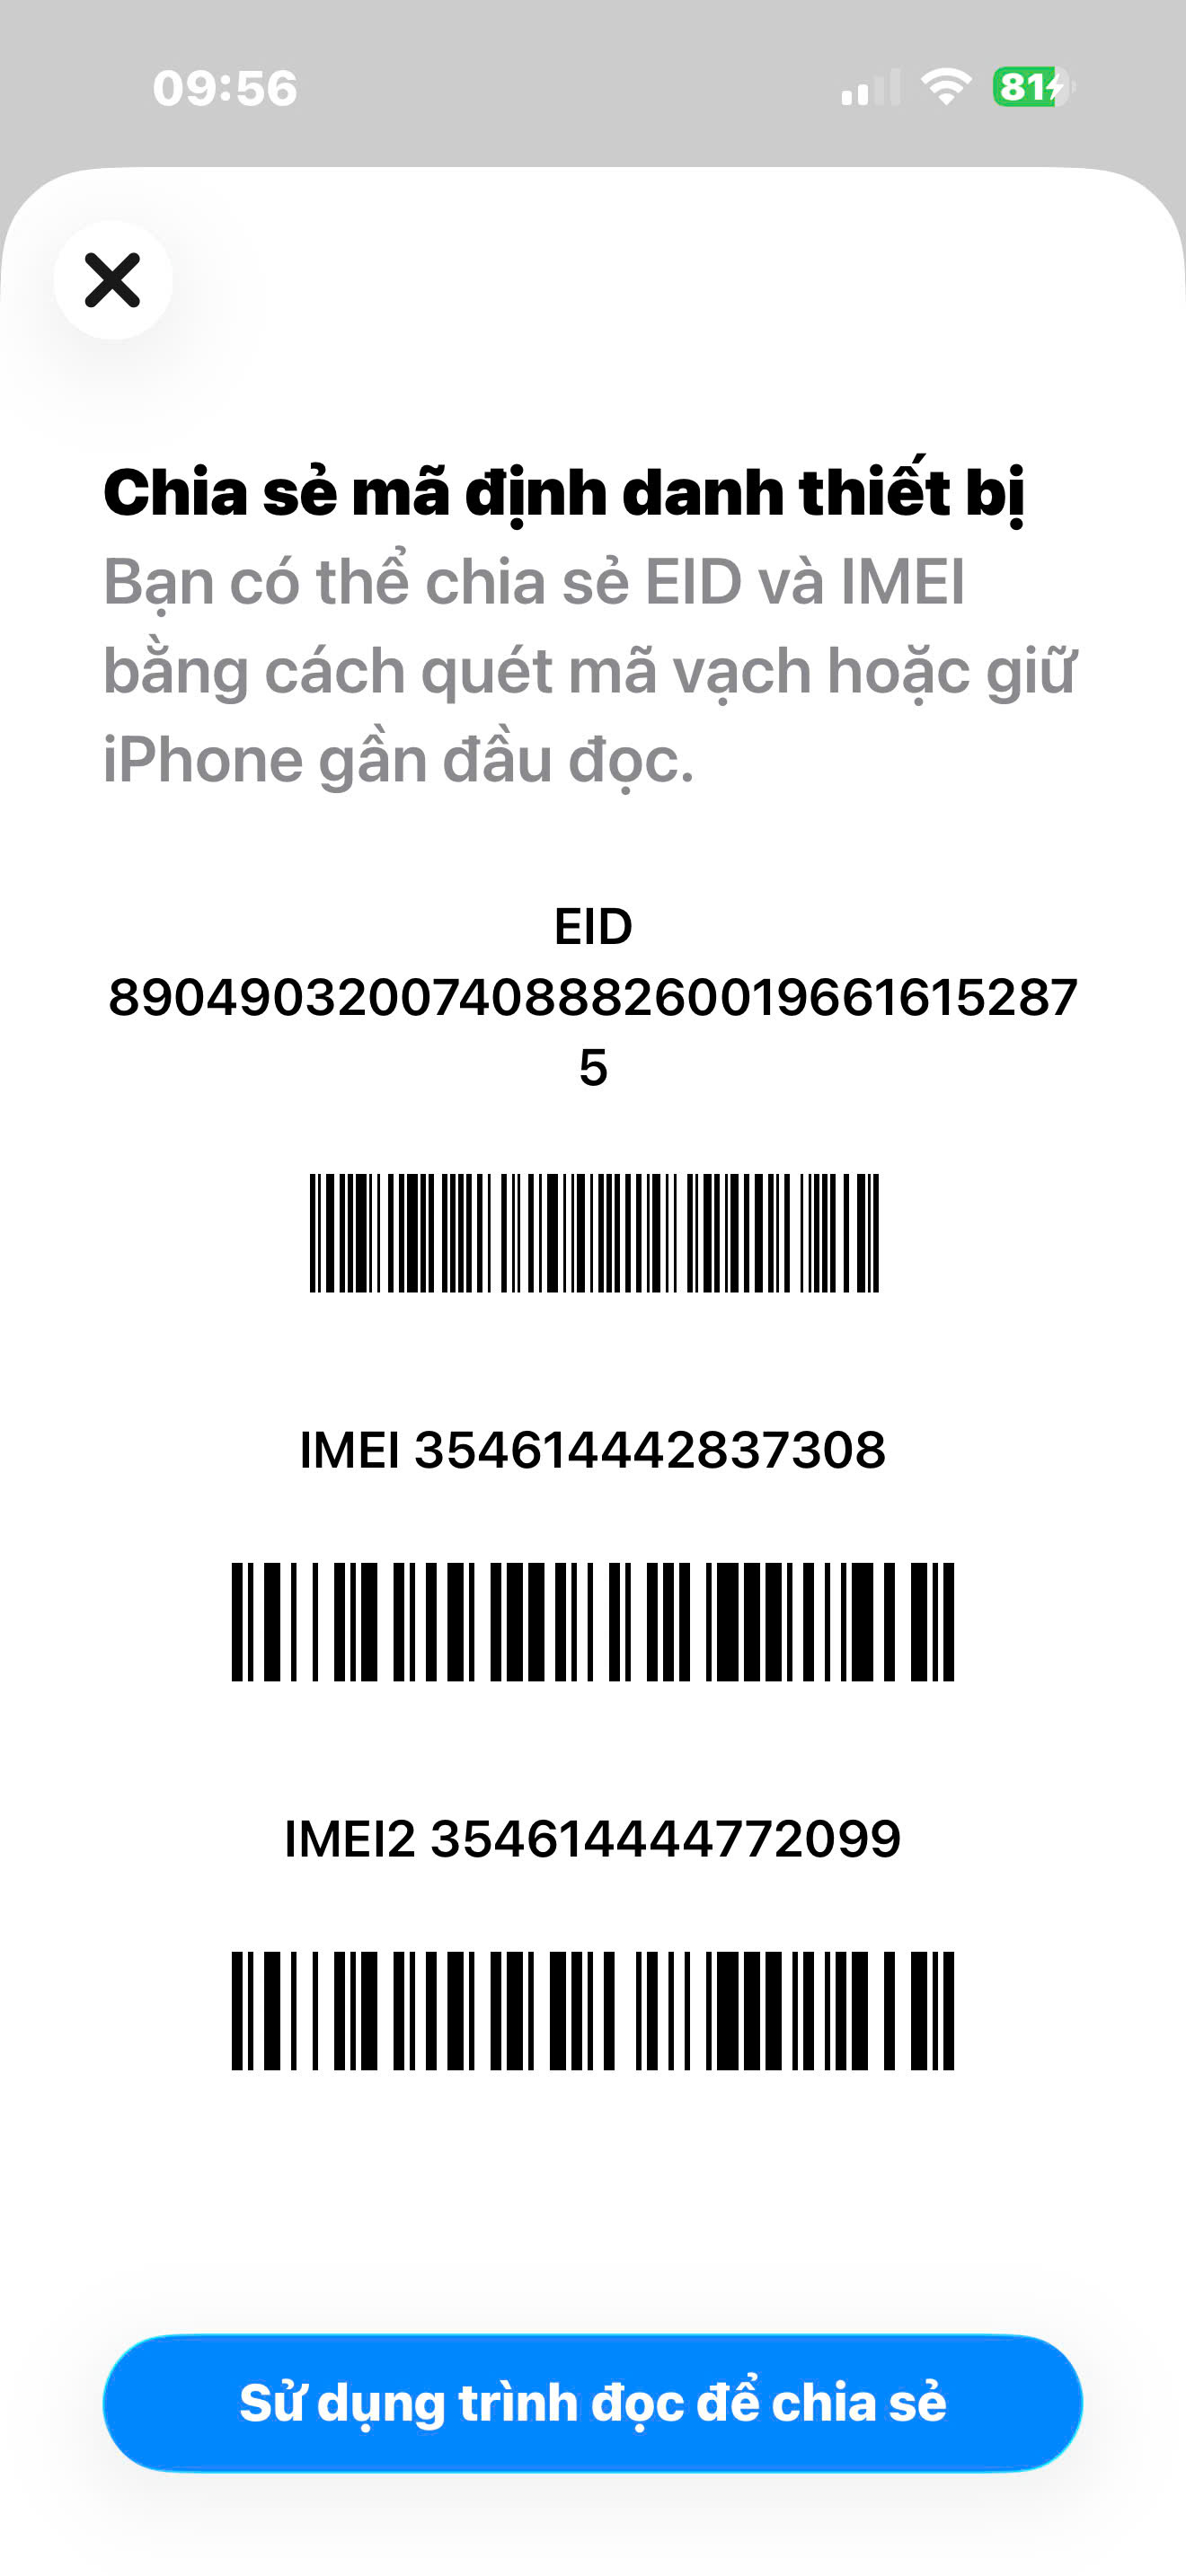 09:56
81
Chia sẻ mã định danh thiết bị
Bạn có thể chia sẻ EID và IMEI
bằng cách quét mã vạch hoặc giữ
iPhone gần đầu đọc.
EID
8904903200740888260019661615287
5
IMEI 354614442837308
IMEI2 354614444772099
Sử dụng trình đọc để chia sẻ